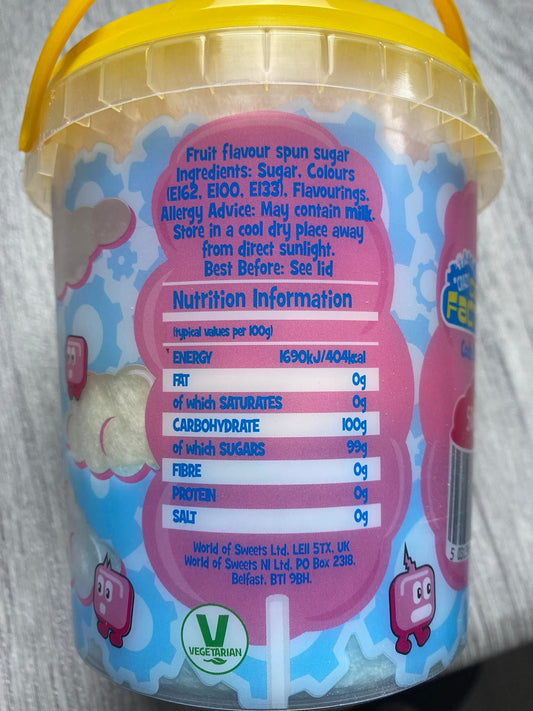 Fruit flavour spun sugar
Ingredients: Sugar, Colours
(E162, E100, E133), Flavourings.
Allergy Advice: May contain milk.
Store in a cool dry place away
from direct sunlight.
Best Before: See lid
Nutrition Information
(typical values per 100g)
ENERGY 1690kJ/404kcal
FAT 0g
of which SATURATES 0g
CARBOHYDRATE 100g
of which SUGARS 99g
FIBRE 0g
PROTEIN 0g
SALT 0g
World of Sweets Ltd. LE11 5TX. UK
World of Sweets NI Ltd. PO Box 2318.
Belfast. BT1 9BH.
V
VEGETARIAN